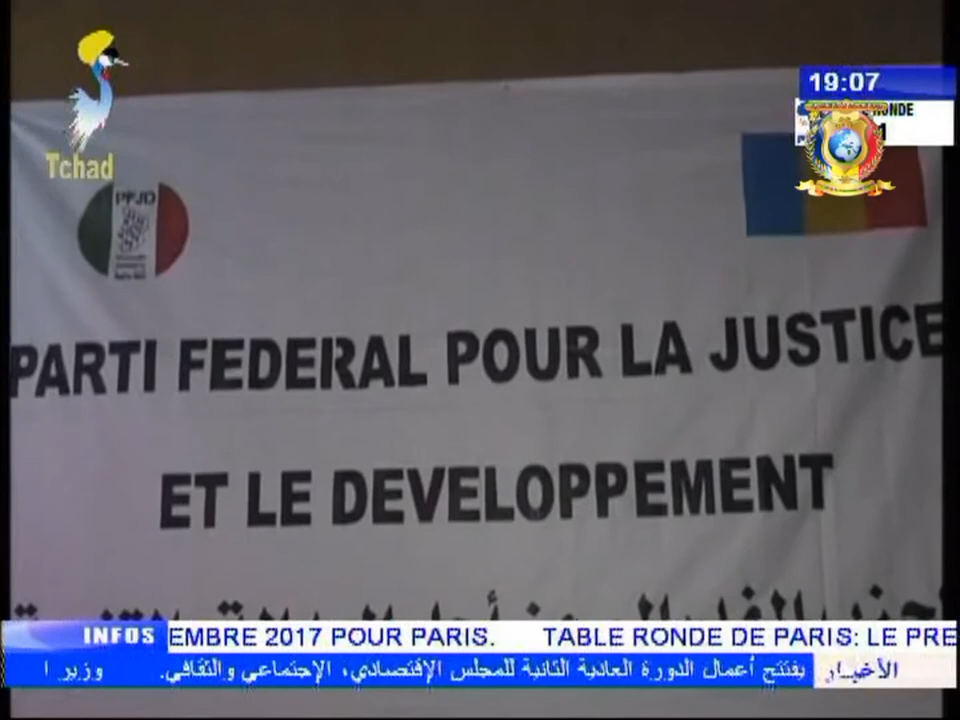 19:07
RONDE
Tchad
PFJD
PARTI FEDERAL POUR LA JUSTICE
ET LE DEVELOPPEMENT
INFOS EMBRE 2017 POUR PARIS. TABLE RONDE DE PARIS: LE PRE
الأخبار يفتتح أعمال الدورة العادية الثانية للمجلس الإقتصادي، الإجتماعي والثقافي. وزير ا